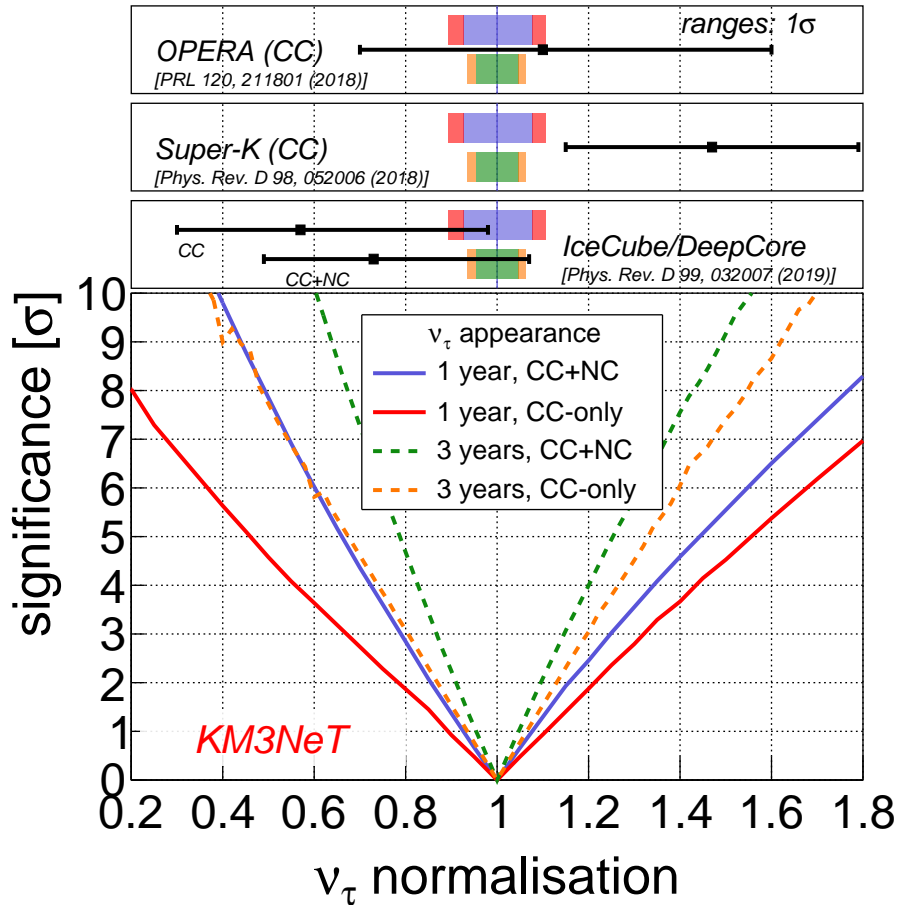 ranges: 1σ
OPERA (CC)
[PRL 120, 211801 (2018)]
Super-K (CC)
[Phys. Rev. D 98, 052006 (2018)]
CC
IceCube/DeepCore
[Phys. Rev. D 99, 032007 (2019)]
CC+NC
significance [σ]
10
9
8
7
6
5
4
3
2
1
0
ντ appearance
1 year, CC+NC
1 year, CC-only
3 years, CC+NC
3 years, CC-only
KM3NeT
0.2 0.4 0.6 0.8 1 1.2 1.4 1.6 1.8
ντ normalisation